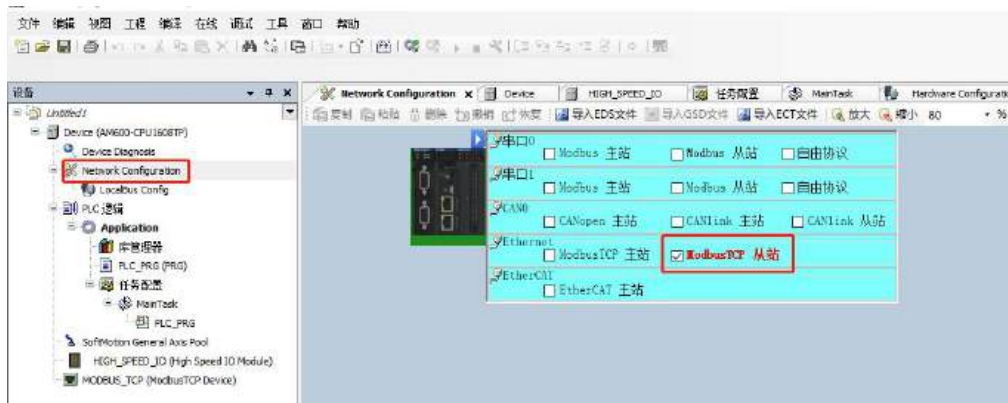 文件 编辑 视图 工程 编译 在线 调试 工具 窗口 帮助
设备
Network Configuration Device HIGH_SPEED_IO 任务配置 MainTask Hardware Configurati
复制 粘贴 删除 撤销 恢复 导入EDS文件 导入GSD文件 导入ECT文件 放大 缩小 80 %
Untitled1
Device (AM600-CPU1608TP)
Device Diagnosis
Network Configuration
LocalBus Config
PLC 逻辑
Application
库管理器
PLC_PRG (PRG)
任务配置
MainTask
PLC_PRG
SoftMotion General Axis Pool
HIGH_SPEED_IO (High Speed IO Module)
MODBUS_TCP (ModbusTCP Device)
串口0
Modbus 主站 Modbus 从站 自由协议
串口1
Modbus 主站 Modbus 从站 自由协议
CAN0
CANopen 主站 CANlink 主站 CANlink 从站
Ethernet
ModbusTCP 主站 ModbusTCP 从站
EtherCAT
EtherCAT 主站